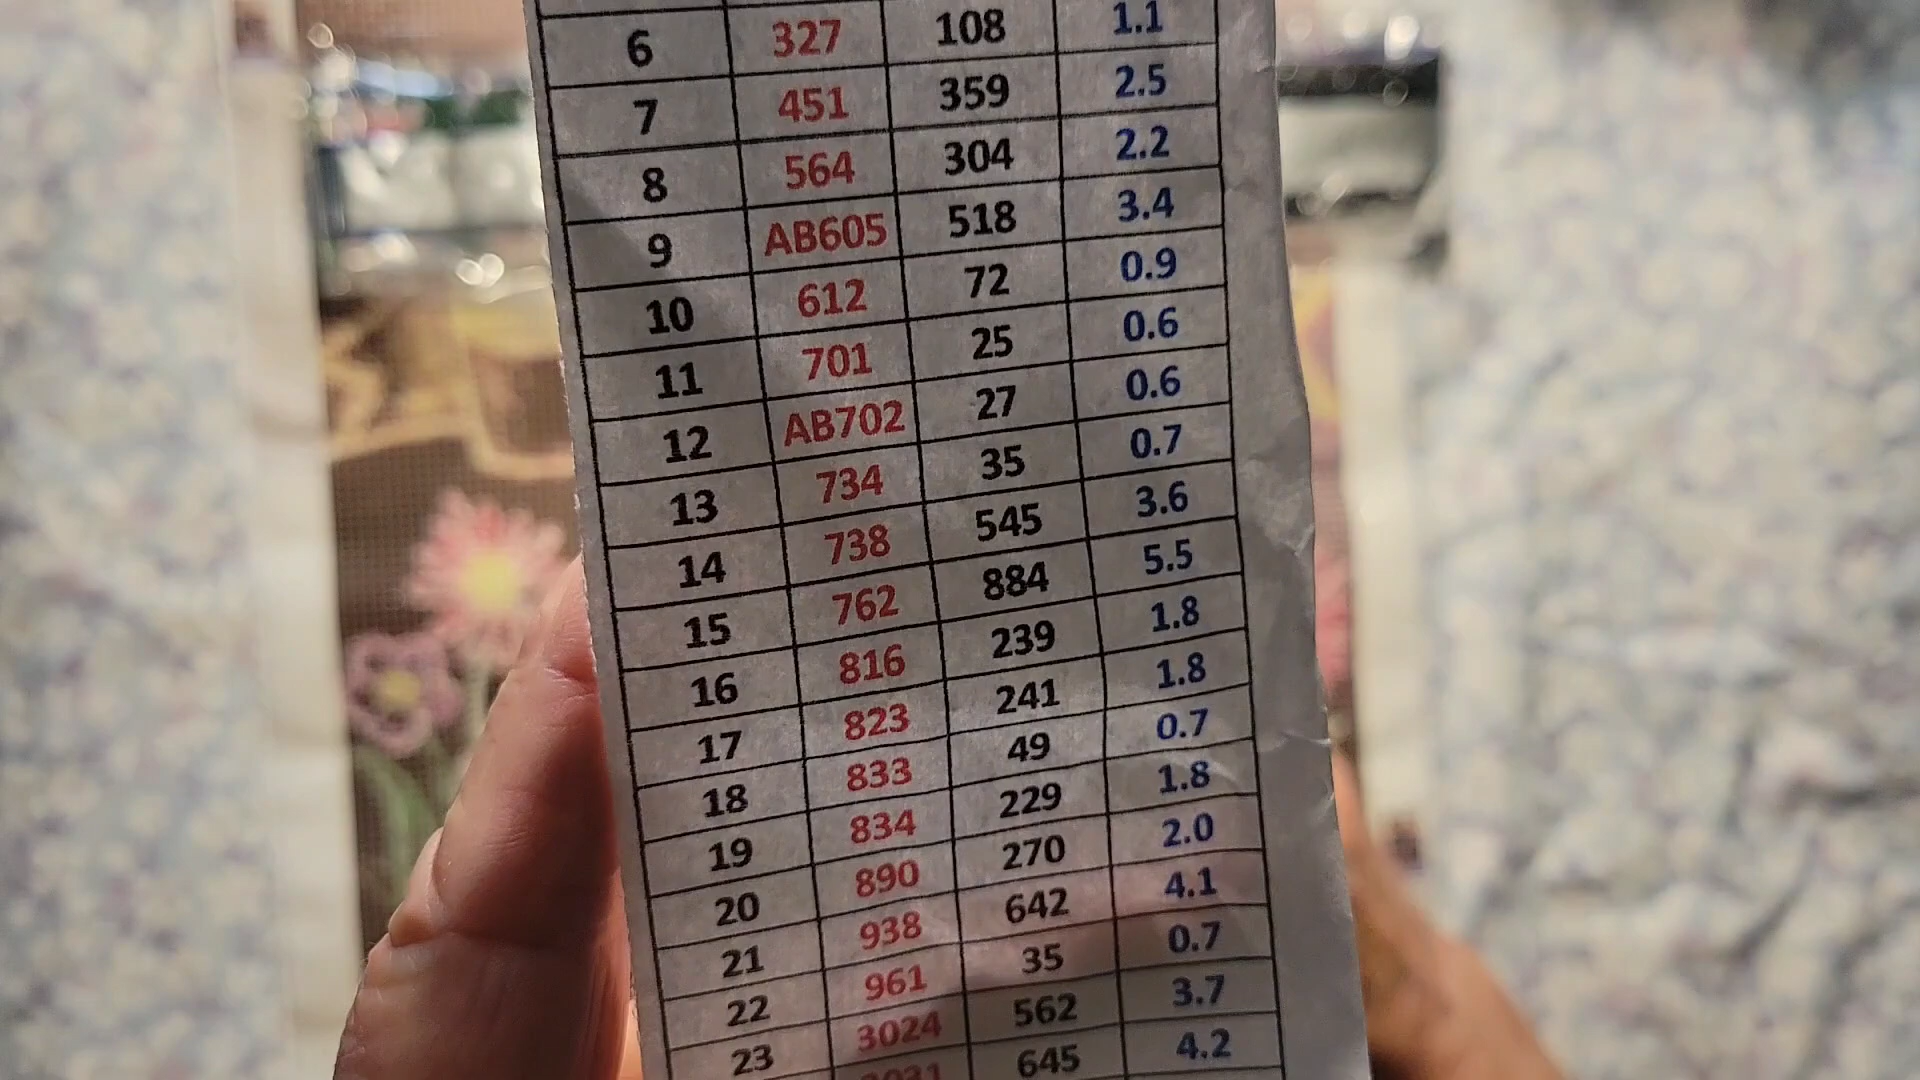 6 327 108 1.1
7 451 359 2.5
8 564 304 2.2
9 AB605 518 3.4
10 612 72 0.9
11 701 25 0.6
12 AB702 27 0.6
13 734 35 0.7
14 738 545 3.6
15 762 884 5.5
16 816 239 1.8
17 823 241 1.8
18 833 49 0.7
19 834 229 1.8
20 890 270 2.0
21 938 642 4.1
22 961 35 0.7
23 3024 562 3.7
645 4.2